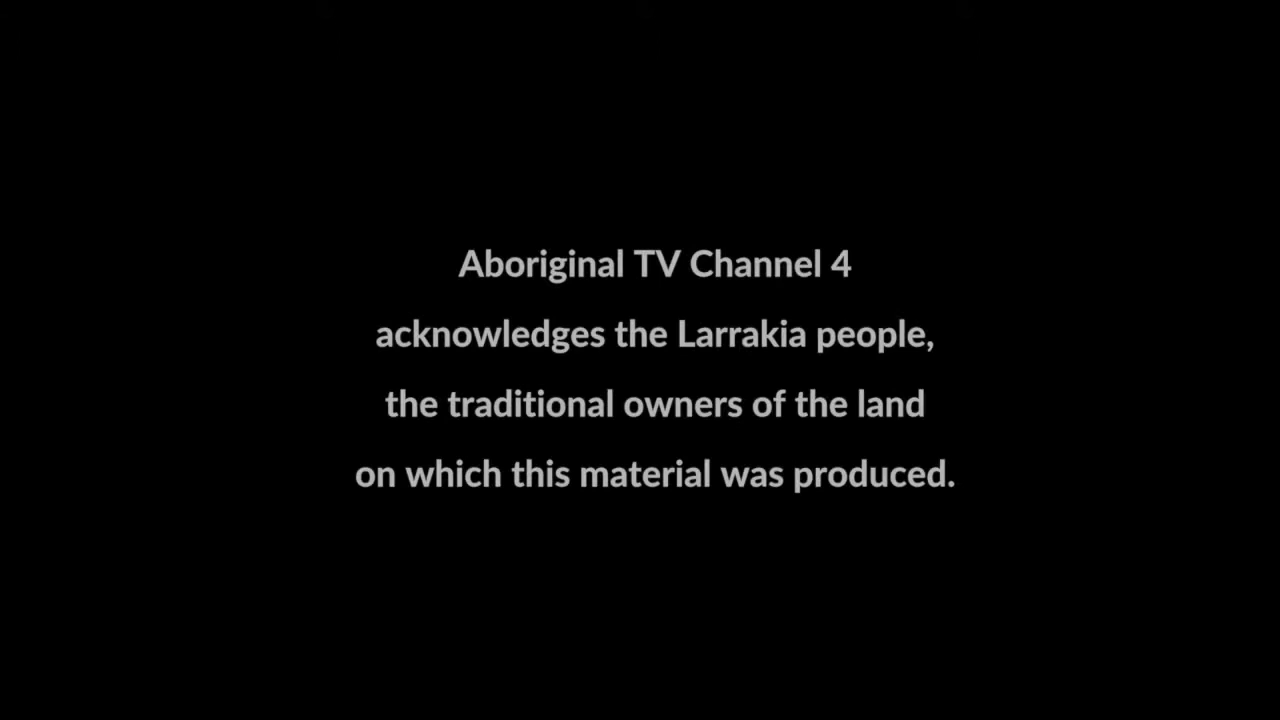 Aboriginal TV Channel 4
acknowledges the Larrakia people,
the traditional owners of the land
on which this material was produced.